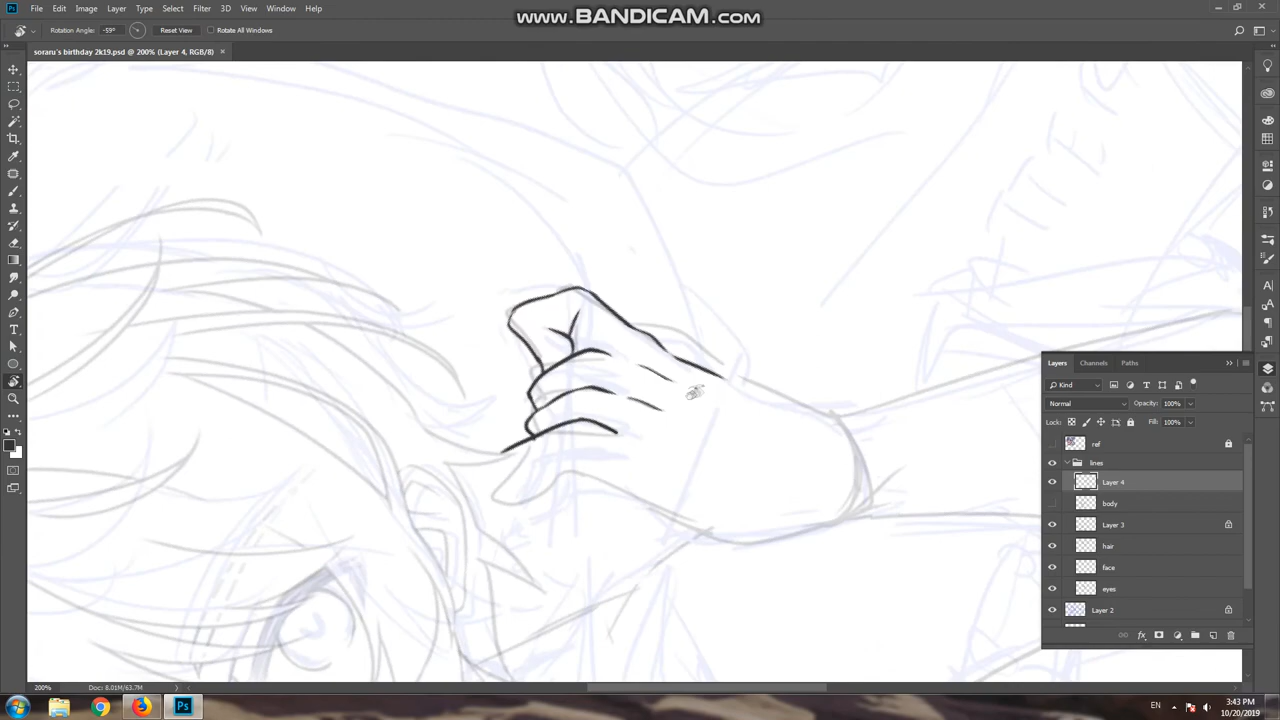 www.BANDICAM.com
Ps File Edit Image Layer Type Select Filter 3D View Window Help
Rotation Angle: -59° Reset View Rotate All Windows
soraru's birthday 2k19.psd @ 200% (Layer 4, RGB/8) ×
Layers Channels Paths
Kind
Normal Opacity: 100%
Lock: Fill: 100%
ref
lines
Layer 4
body
Layer 3
hair
face
eyes
Layer 2
200% Doc: 8.01M/63.7M
Ps EN 3:43 PM
10/20/2019